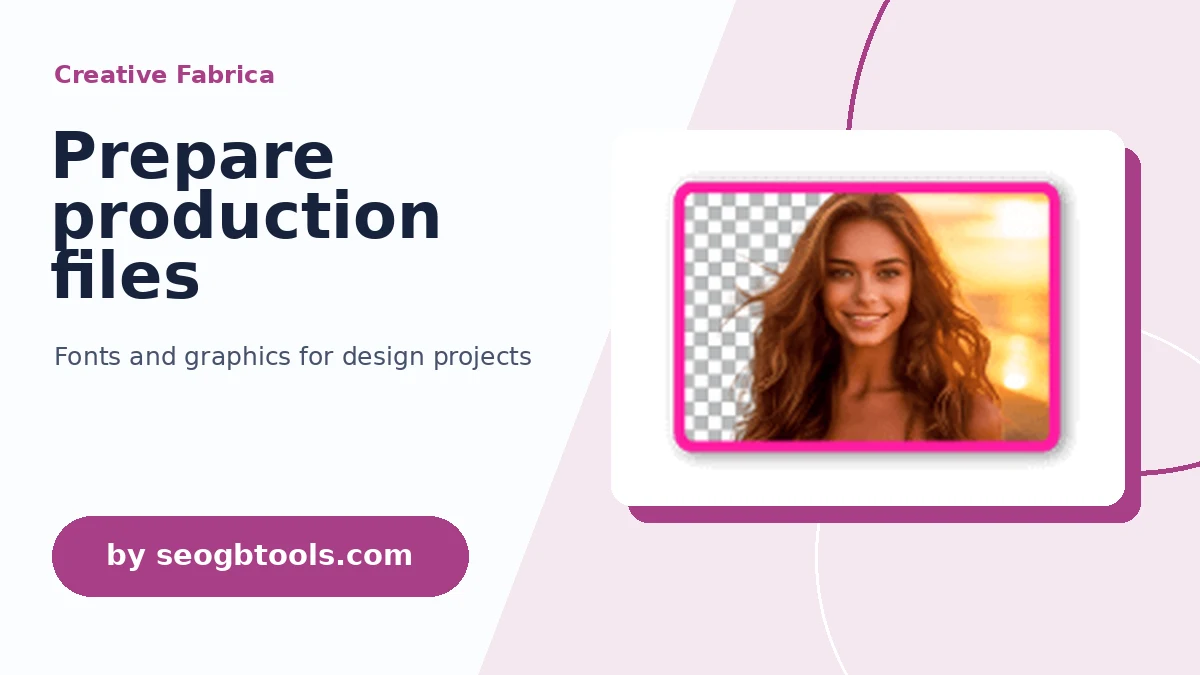 Creative Fabrica
Prepare
production
files
Fonts and graphics for design projects
by seogbtools.com